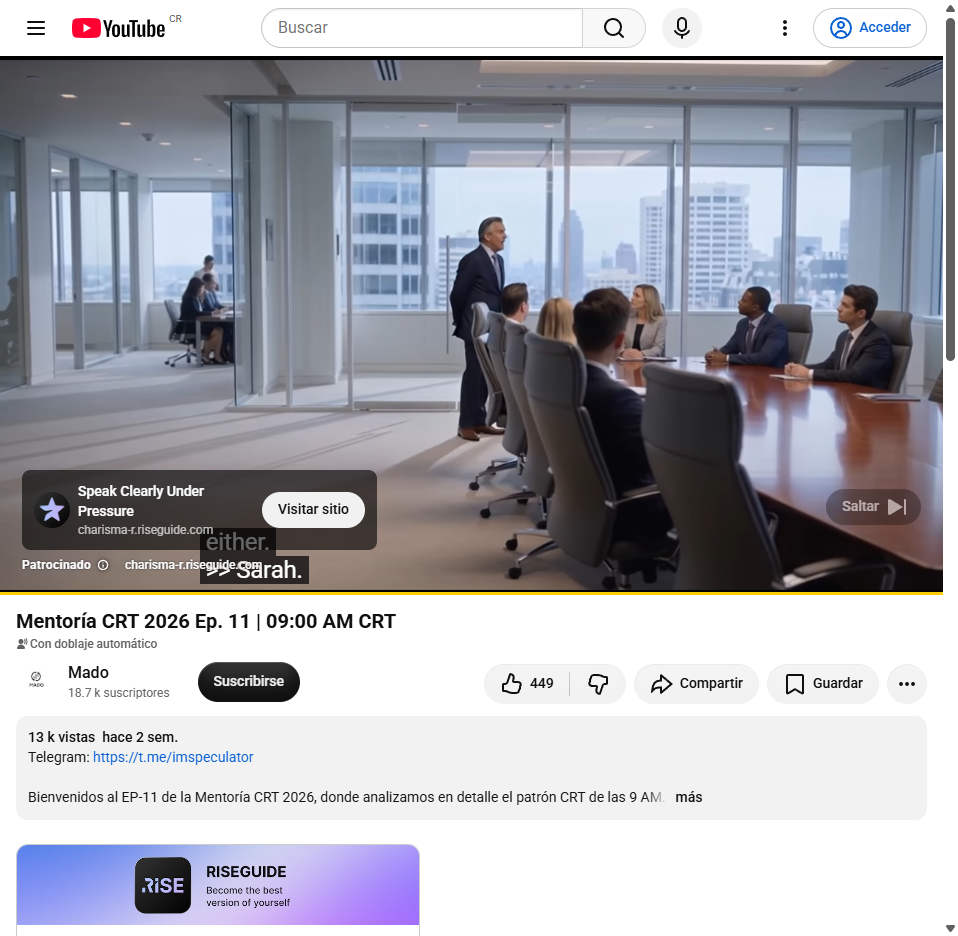 YouTube CR
Buscar
Acceder
Speak Clearly Under
Pressure
charisma-r.riseguide.com
Visitar sitio
Saltar
either.
>> Sarah.
Patrocinado
charisma-r.riseguide.com
Mentoría CRT 2026 Ep. 11 | 09:00 AM CRT
Con doblaje automático
Mado
18.7 k suscriptores
MADO
Suscribirse
449
Compartir
Guardar
13 k vistas hace 2 sem.
Telegram: https://t.me/imspeculator
Bienvenidos al EP-11 de la Mentoría CRT 2026, donde analizamos en detalle el patrón CRT de las 9 AM. más
.RiSE
RISEGUIDE
Become the best
version of yourself